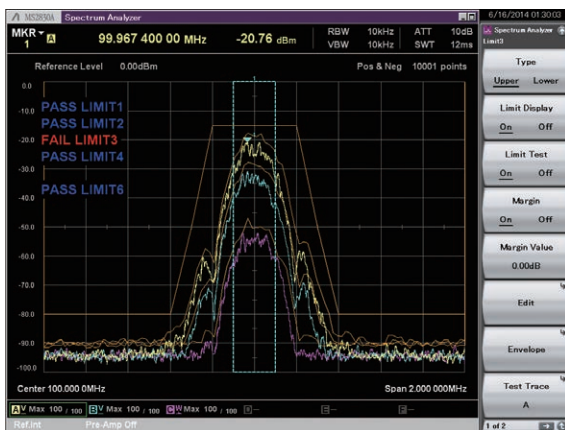 MS2830A Spectrum Analyzer
6/16/2014 01:30:03
MKR 1 A 99.967 400 00 MHz -20.76 dBm
RBW 10kHz ATT 10dB
VBW 10kHz SWT 12ms
Spectrum Analyzer
Limit3
Reference Level 0.00dBm Pos & Neg 10001 points
0.0
-10.0
-20.0
-30.0
-40.0
-50.0
-60.0
-70.0
-80.0
-90.0
-100.0
1
PASS LIMIT1
PASS LIMIT2
FAIL LIMIT3
PASS LIMIT4
PASS LIMIT6
Center 100.000 0MHz Span 2.000 000MHz
A V Max 100 / 100 B V Max 100 / 100 C W Max 100 / 100
Ref.Int Pre-Amp Off
Type
Upper Lower
Limit Display
On Off
Limit Test
On Off
Margin
On Off
Margin Value
0.00dB
Edit
Envelope
Test Trace
A
1 of 2